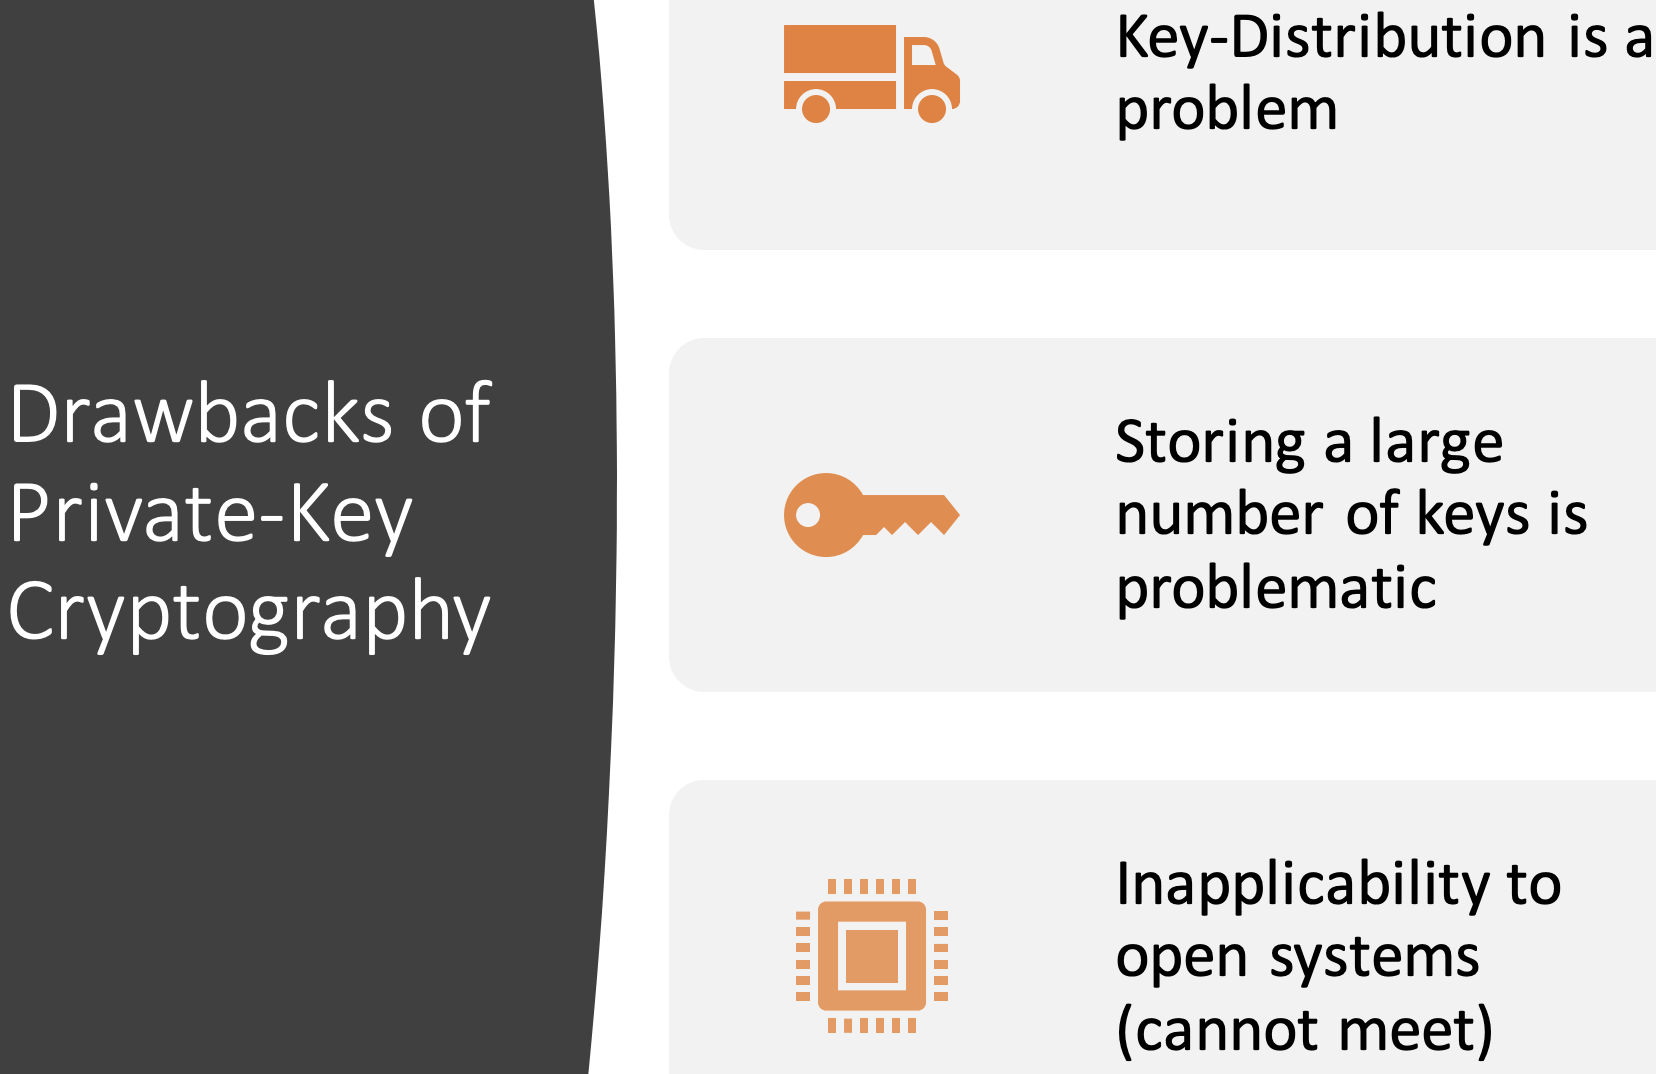 Drawbacks of
Private-Key
Cryptography
Key-Distribution is a
problem
Storing a large
number of keys is
problematic
Inapplicability to
open systems
(cannot meet)